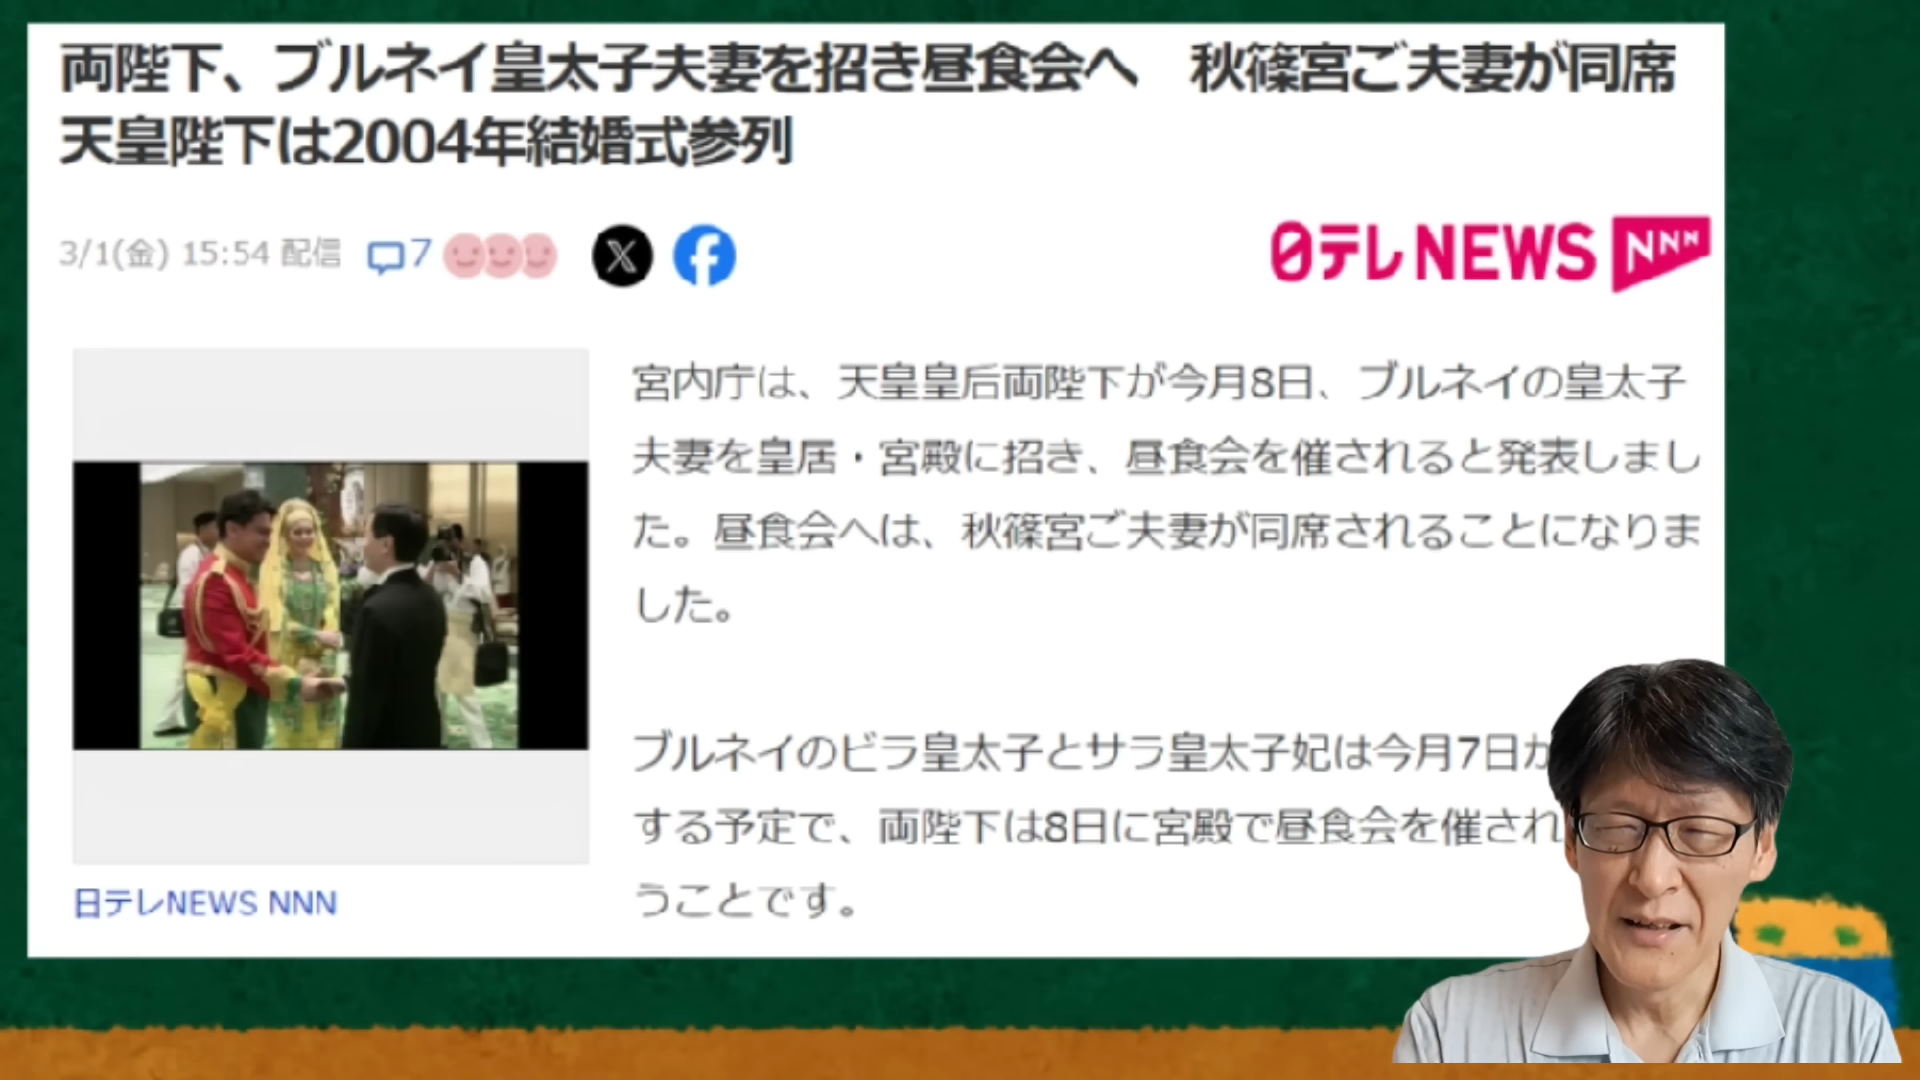 両陛下、ブルネイ皇太子夫妻を招き昼食会へ　秋篠宮ご夫妻が同席
天皇陛下は2004年結婚式参列
3/1(金) 15:54 配信 7
日テレNEWS NNN
宮内庁は、天皇皇后両陛下が今月8日、ブルネイの皇太子
夫妻を皇居・宮殿に招き、昼食会を催されると発表しまし
た。昼食会へは、秋篠宮ご夫妻が同席されることになりま
した。
ブルネイのビラ皇太子とサラ皇太子妃は今月7日か
する予定で、両陛下は8日に宮殿で昼食会を催され
うことです。
日テレNEWS NNN